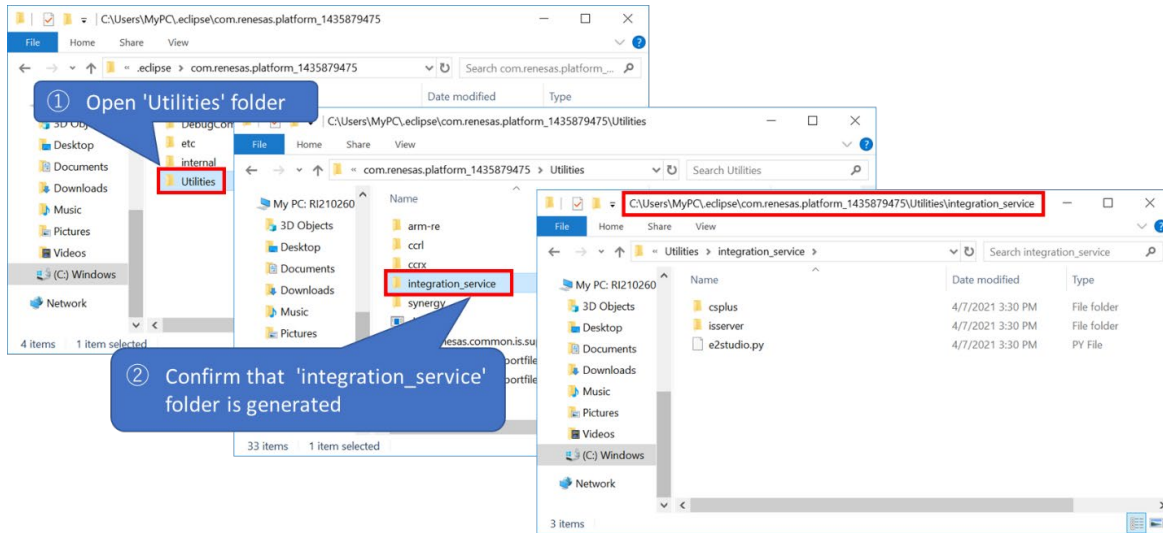 C:\Users\MyPC\.eclipse\com.renesas.platform_1435879475
File Home Share View
« .eclipse > com.renesas.platform_1435879475
Search com.renesas.platform_...
Date modified Type
① Open 'Utilities' folder
Desktop
Documents
Downloads
Music
Pictures
Videos
(C:) Windows
Network
etc
internal
Utilities
4 items 1 item selected
C:\Users\MyPC\.eclipse\com.renesas.platform_1435879475\Utilities
File Home Share View
« com.renesas.platform_1435879475 > Utilities
Search Utilities
Name
My PC: RI210260
3D Objects
Desktop
Documents
Downloads
Music
Pictures
arm-re
ccrl
ccrx
integration_service
synergy
② Confirm that 'integration_service'
folder is generated
33 items 1 item selected
C:\Users\MyPC\.eclipse\com.renesas.platform_1435879475\Utilities\integration_service
File Home Share View
« Utilities > integration_service >
Search integration_service
Name Date modified Type
My PC: RI210260
3D Objects
Desktop
Documents
Downloads
Music
Pictures
Videos
(C:) Windows
Network
csplus 4/7/2021 3:30 PM File folder
isserver 4/7/2021 3:30 PM File folder
e2studio.py 4/7/2021 3:30 PM PY File
3 items